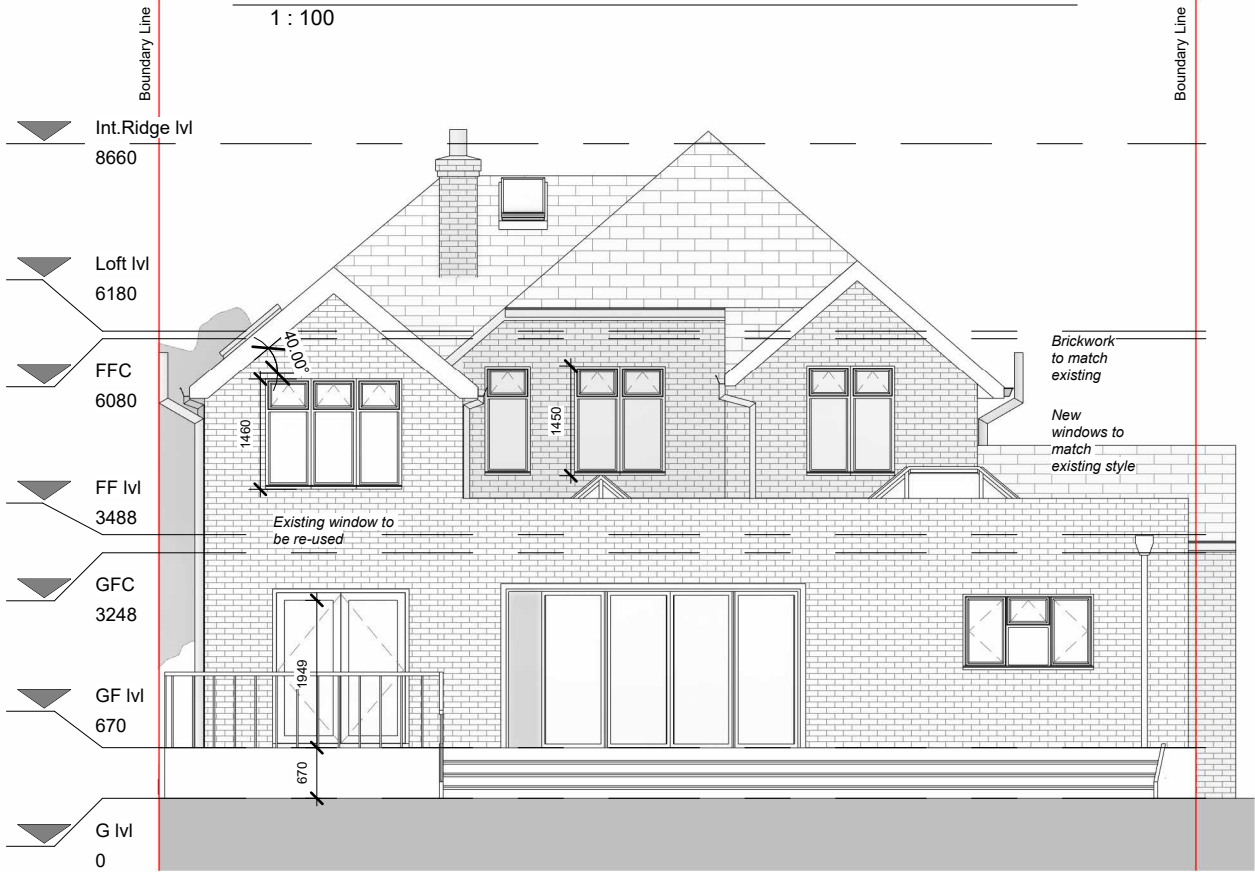 1 : 100
Boundary Line
Boundary Line
Int.Ridge lvl
8660
Loft lvl
6180
FFC
6080
FF lvl
3488
GFC
3248
GF lvl
670
G lvl
0
40.00°
1460
1450
Brickwork
to match
existing
New
windows to
match
existing style
Existing window to
be re-used
1949
670